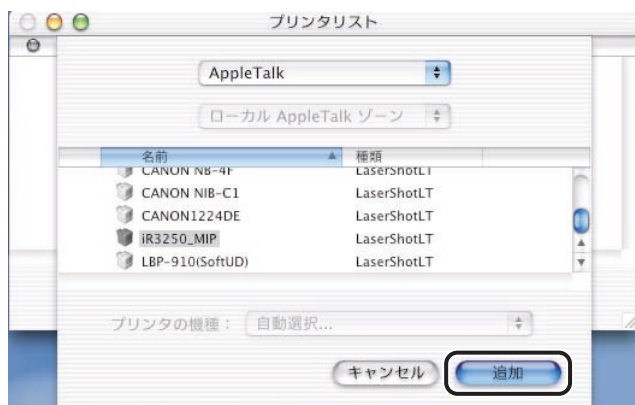 プリンタリスト
AppleTalk
ローカル AppleTalk ゾーン
名前 種類
CANON NB-4F LaserShotLT
CANON NIB-C1 LaserShotLT
CANON1224DE LaserShotLT
iR3250_MIP LaserShotLT
LBP-910(SoftUD) LaserShotLT
プリンタの機種： 自動選択...
キャンセル 追加